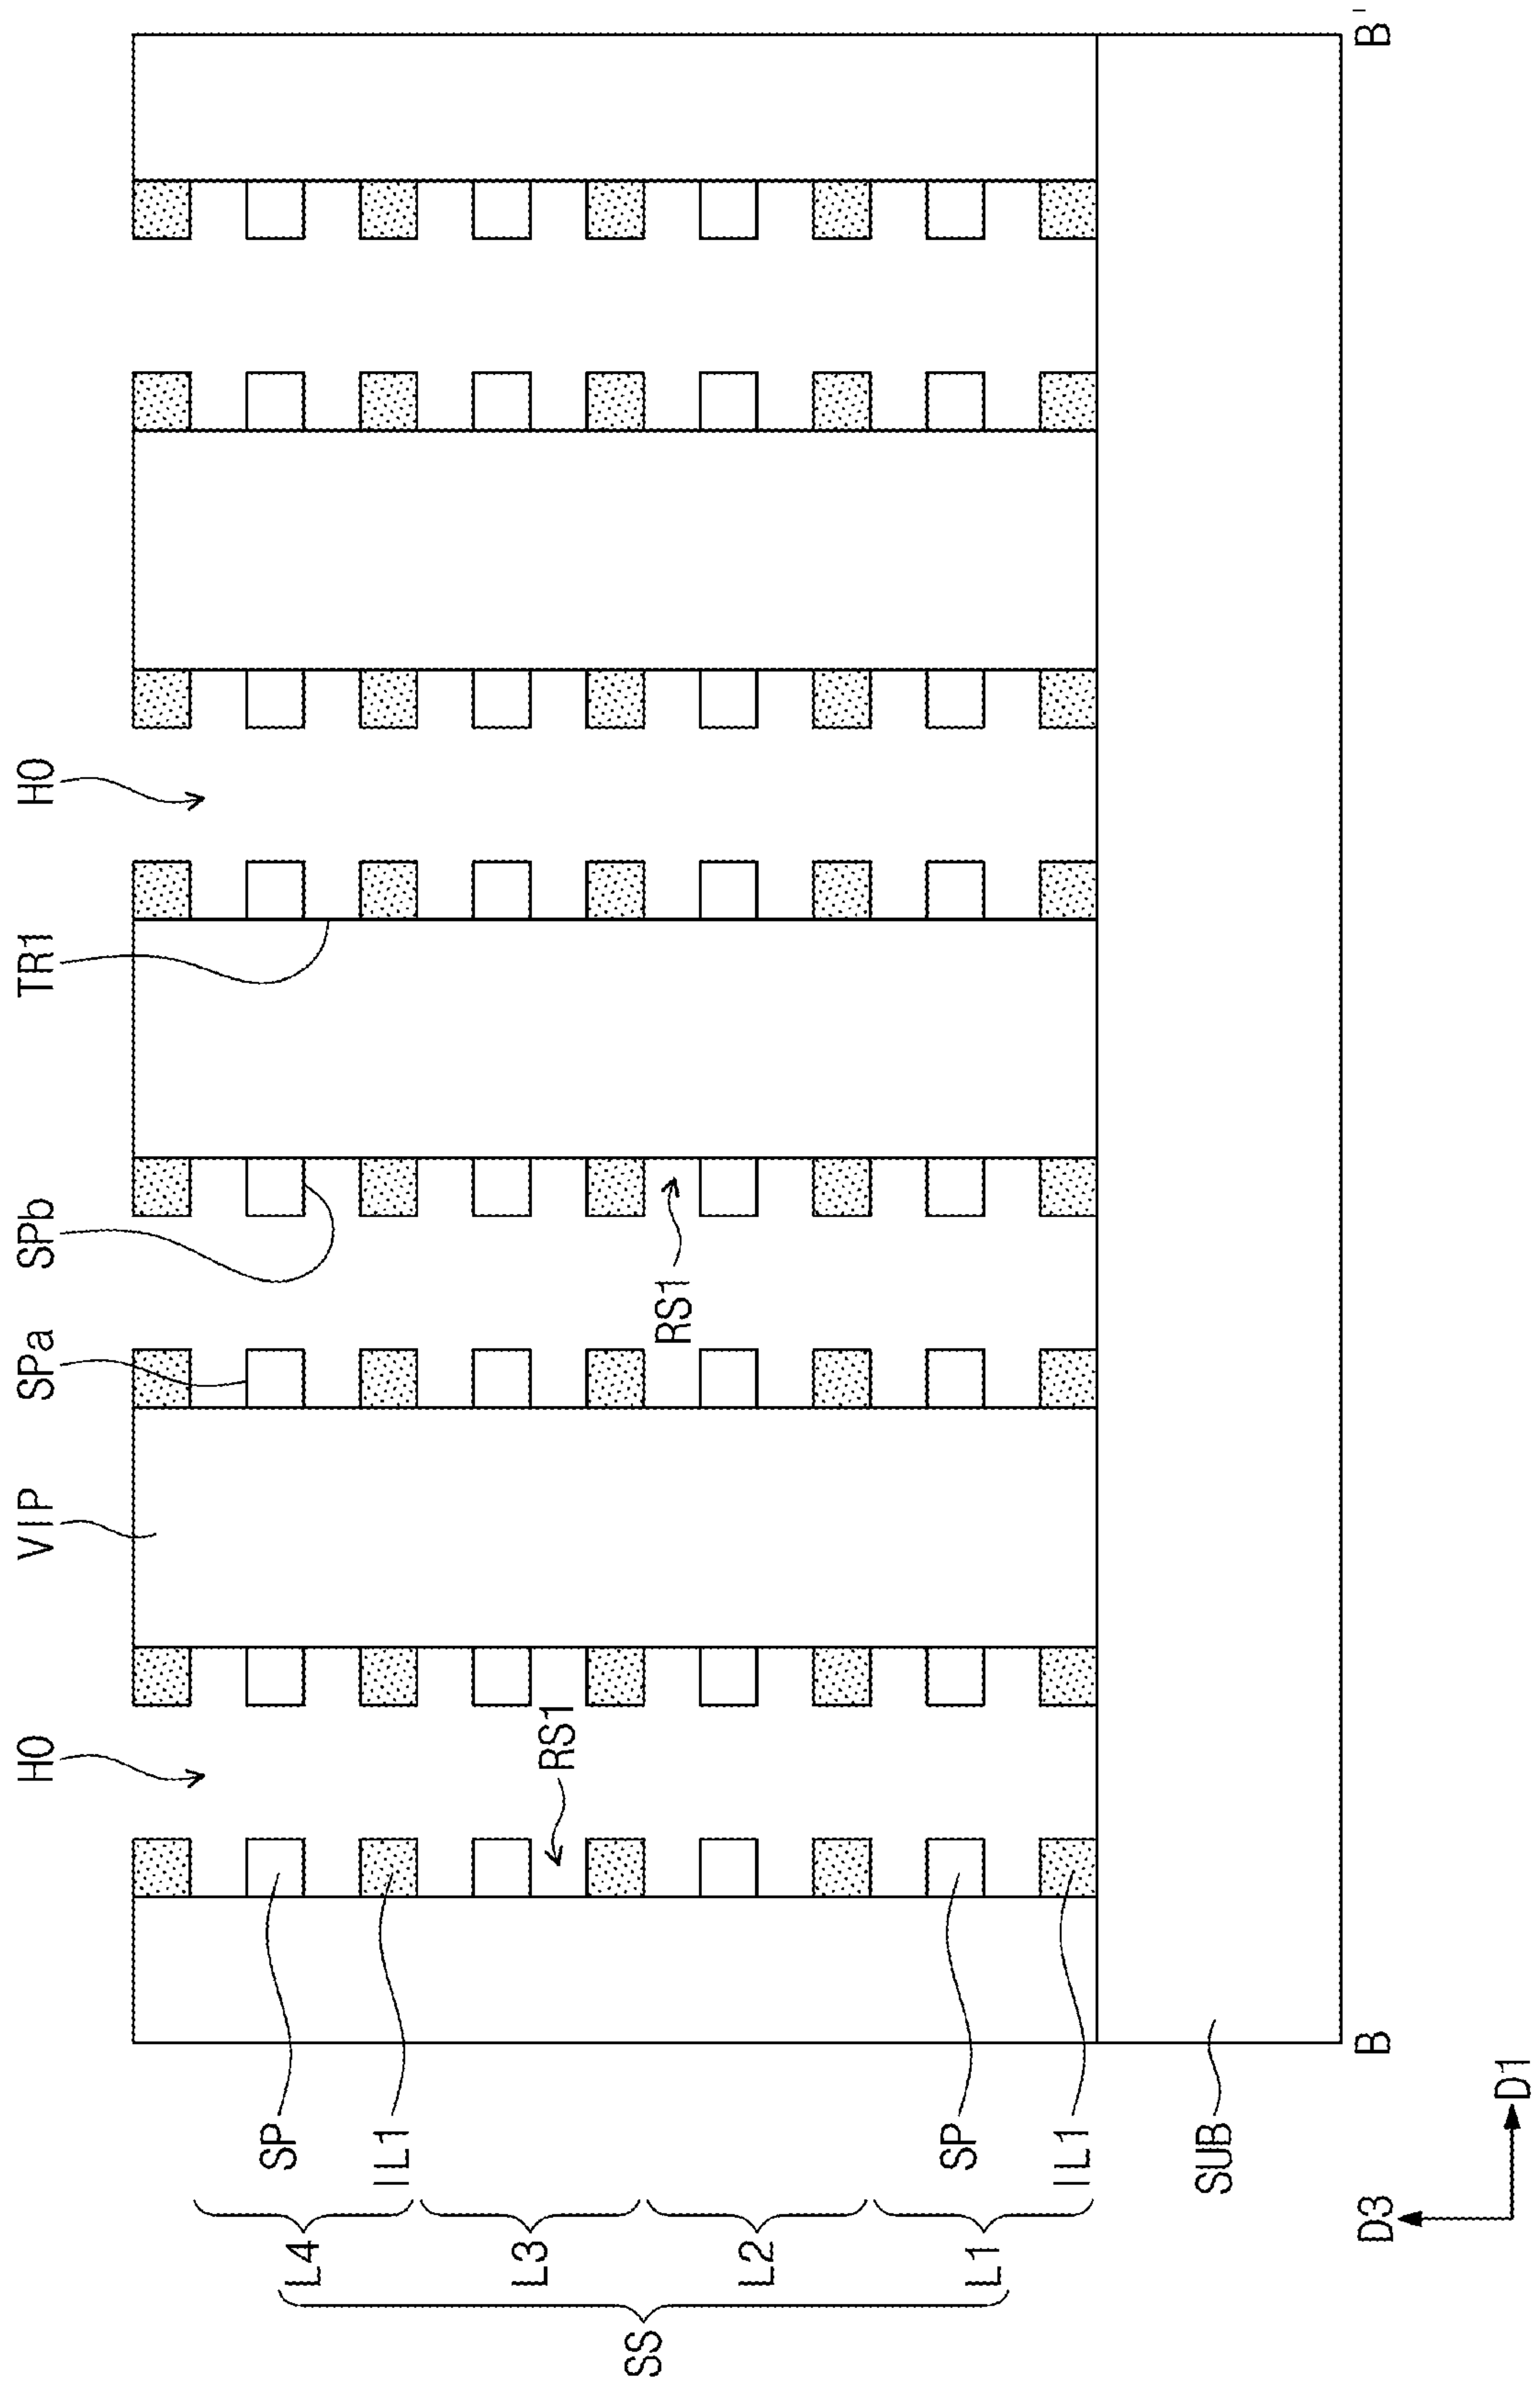 HO
VIP
SPa
SPb
TR1
HO
SP
L4
IL1
RS1
L3
SS
RS1
L2
SP
L1
IL1
SUB
B
B'
D3
D1